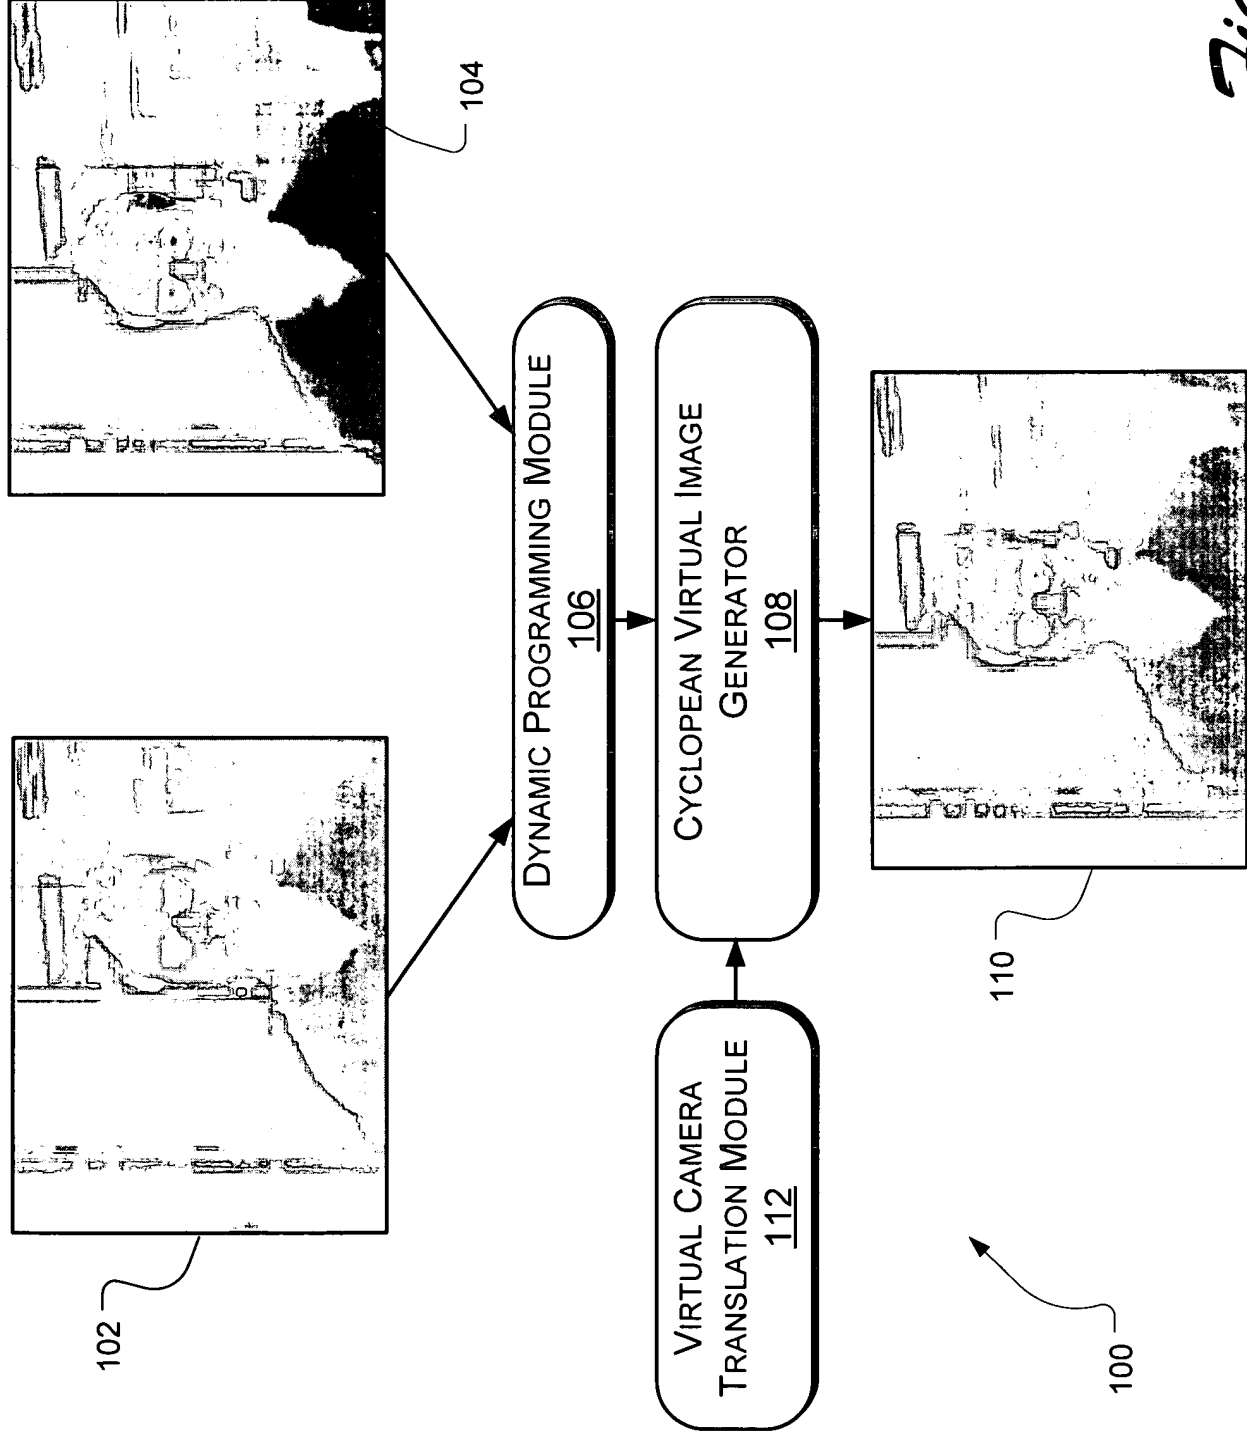 102
104
DYNAMIC PROGRAMMING MODULE
106
VIRTUAL CAMERA
TRANSLATION MODULE
112
CYCLOPEAN VIRTUAL IMAGE
GENERATOR
108
110
100